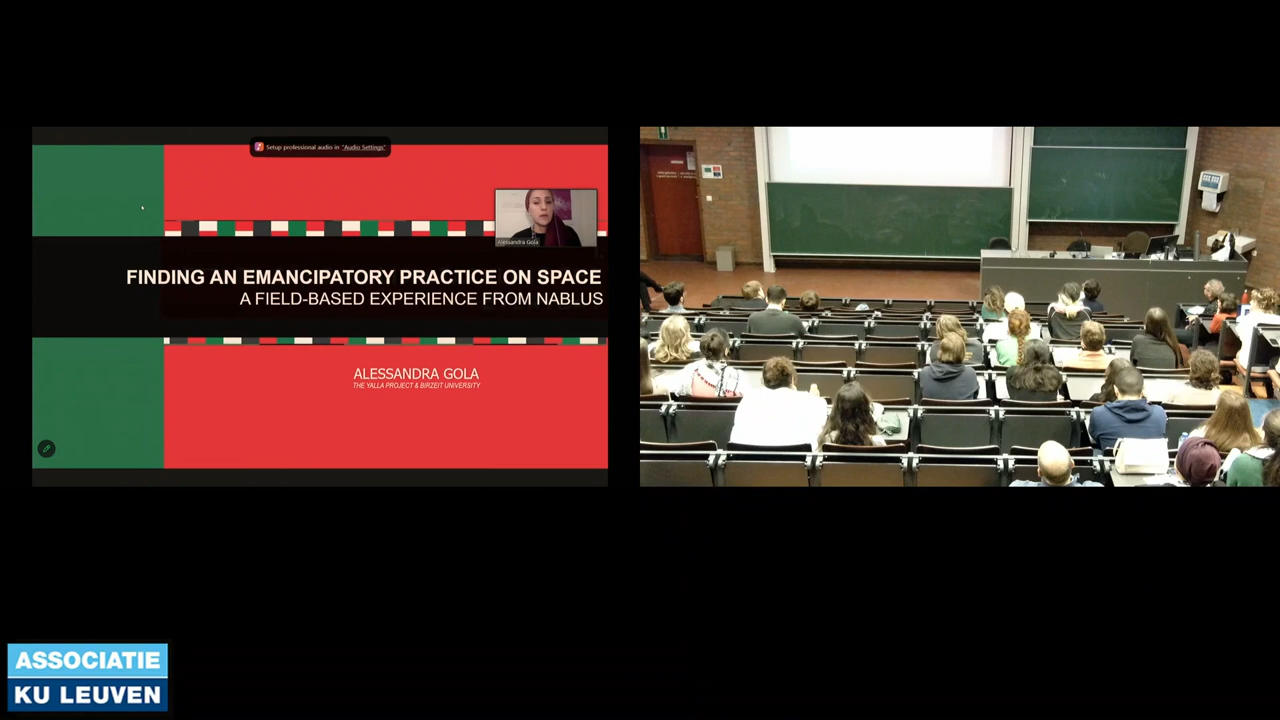 Setup professional audio in "Audio Settings"
Alessandra Gola
FINDING AN EMANCIPATORY PRACTICE ON SPACE
A FIELD-BASED EXPERIENCE FROM NABLUS
ALESSANDRA GOLA
THE YALLA PROJECT & BIRZEIT UNIVERSITY
ASSOCIATIE
KU LEUVEN